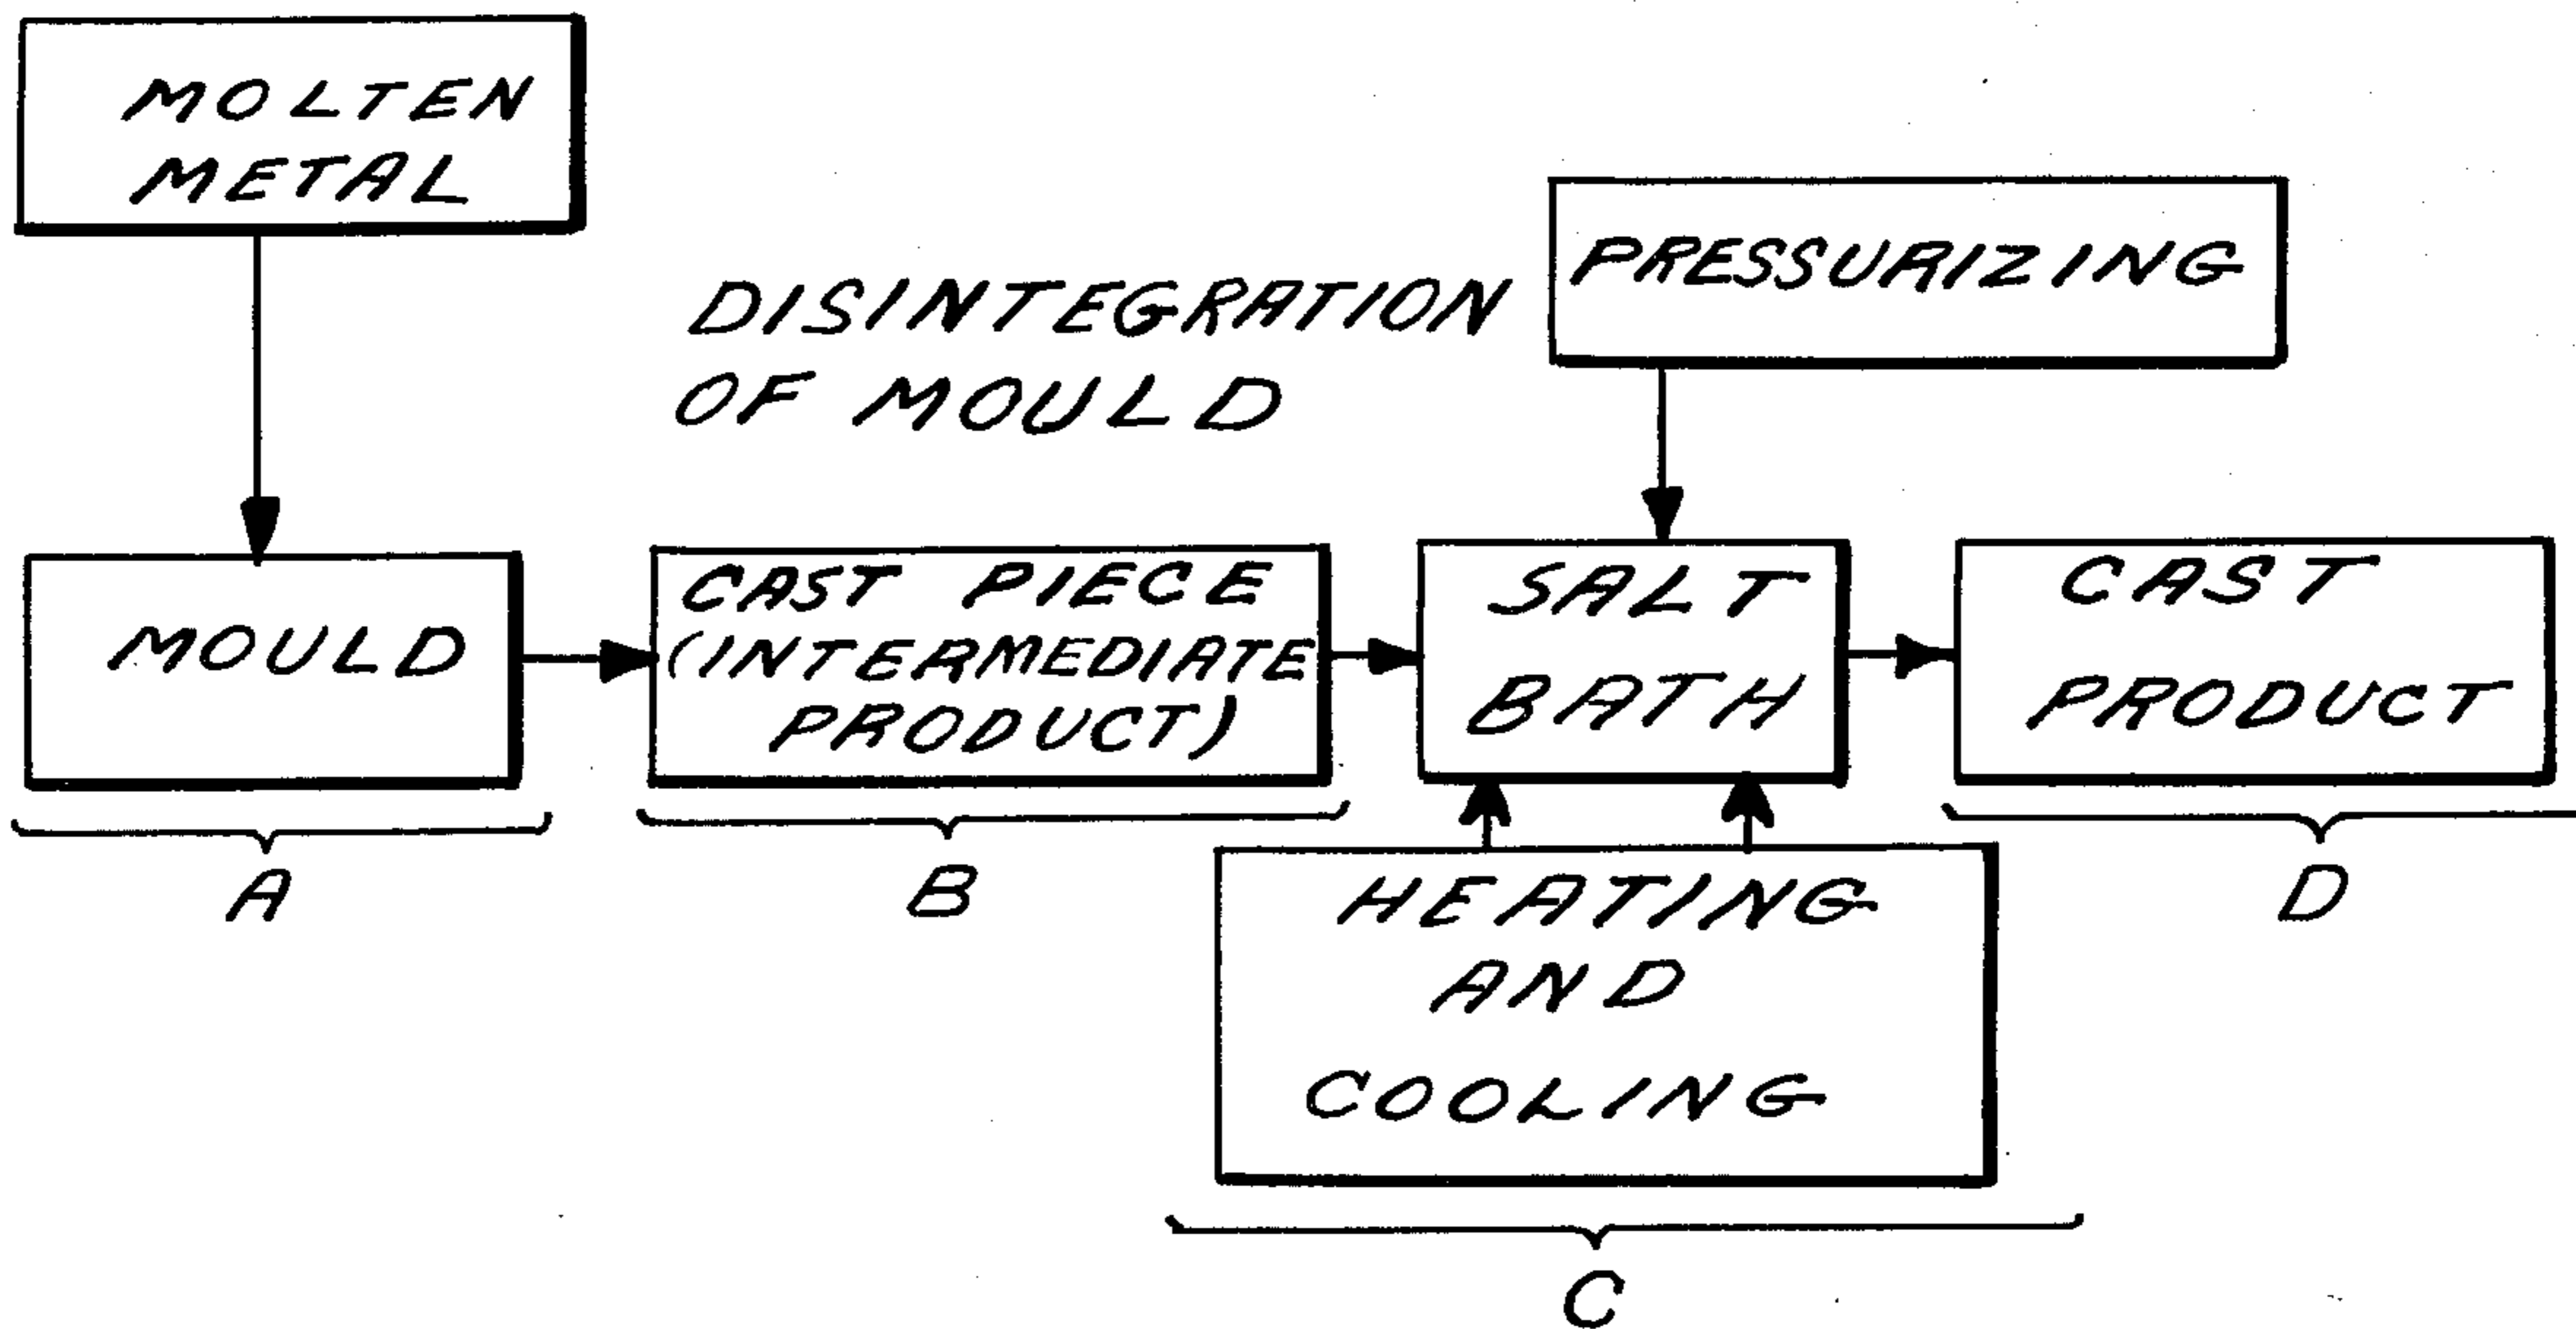 MOLTEN
METAL
DISINTEGRATION
OF MOULD
PRESSURIZING
MOULD
CAST PIECE
(INTERMEDIATE
PRODUCT)
SALT
BATH
CAST
PRODUCT
A
B
HEATING
AND
COOLING
D
C